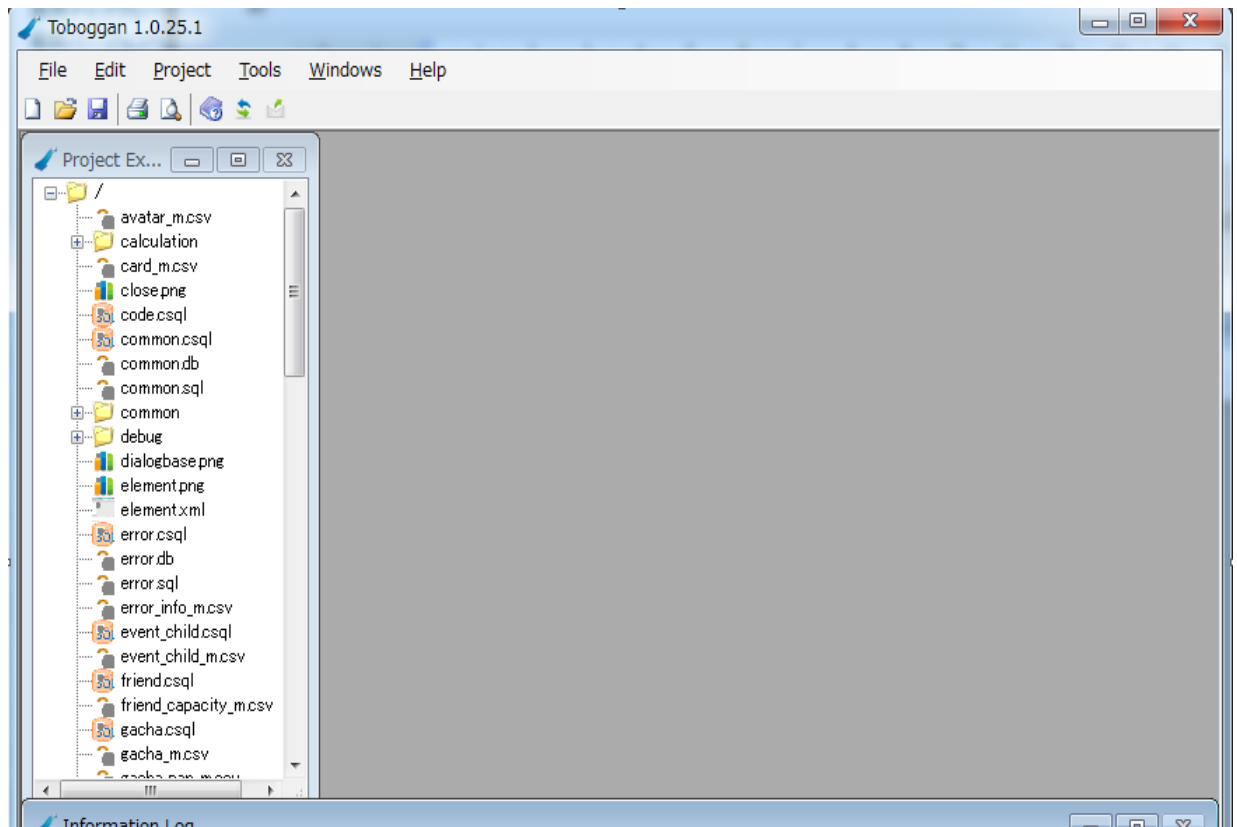 Toboggan 1.0.25.1
File Edit Project Tools Windows Help
Project Ex...
/
avatar_m.csv
calculation
card_m.csv
close.png
code.csql
common.csql
common.db
common.sql
common
debug
dialogbase.png
element.png
element.xml
error.csql
error.db
error.sql
error_info_m.csv
event_child.csql
event_child_m.csv
friend.csql
friend_capacity_m.csv
gacha.csql
gacha_m.csv
Information Log